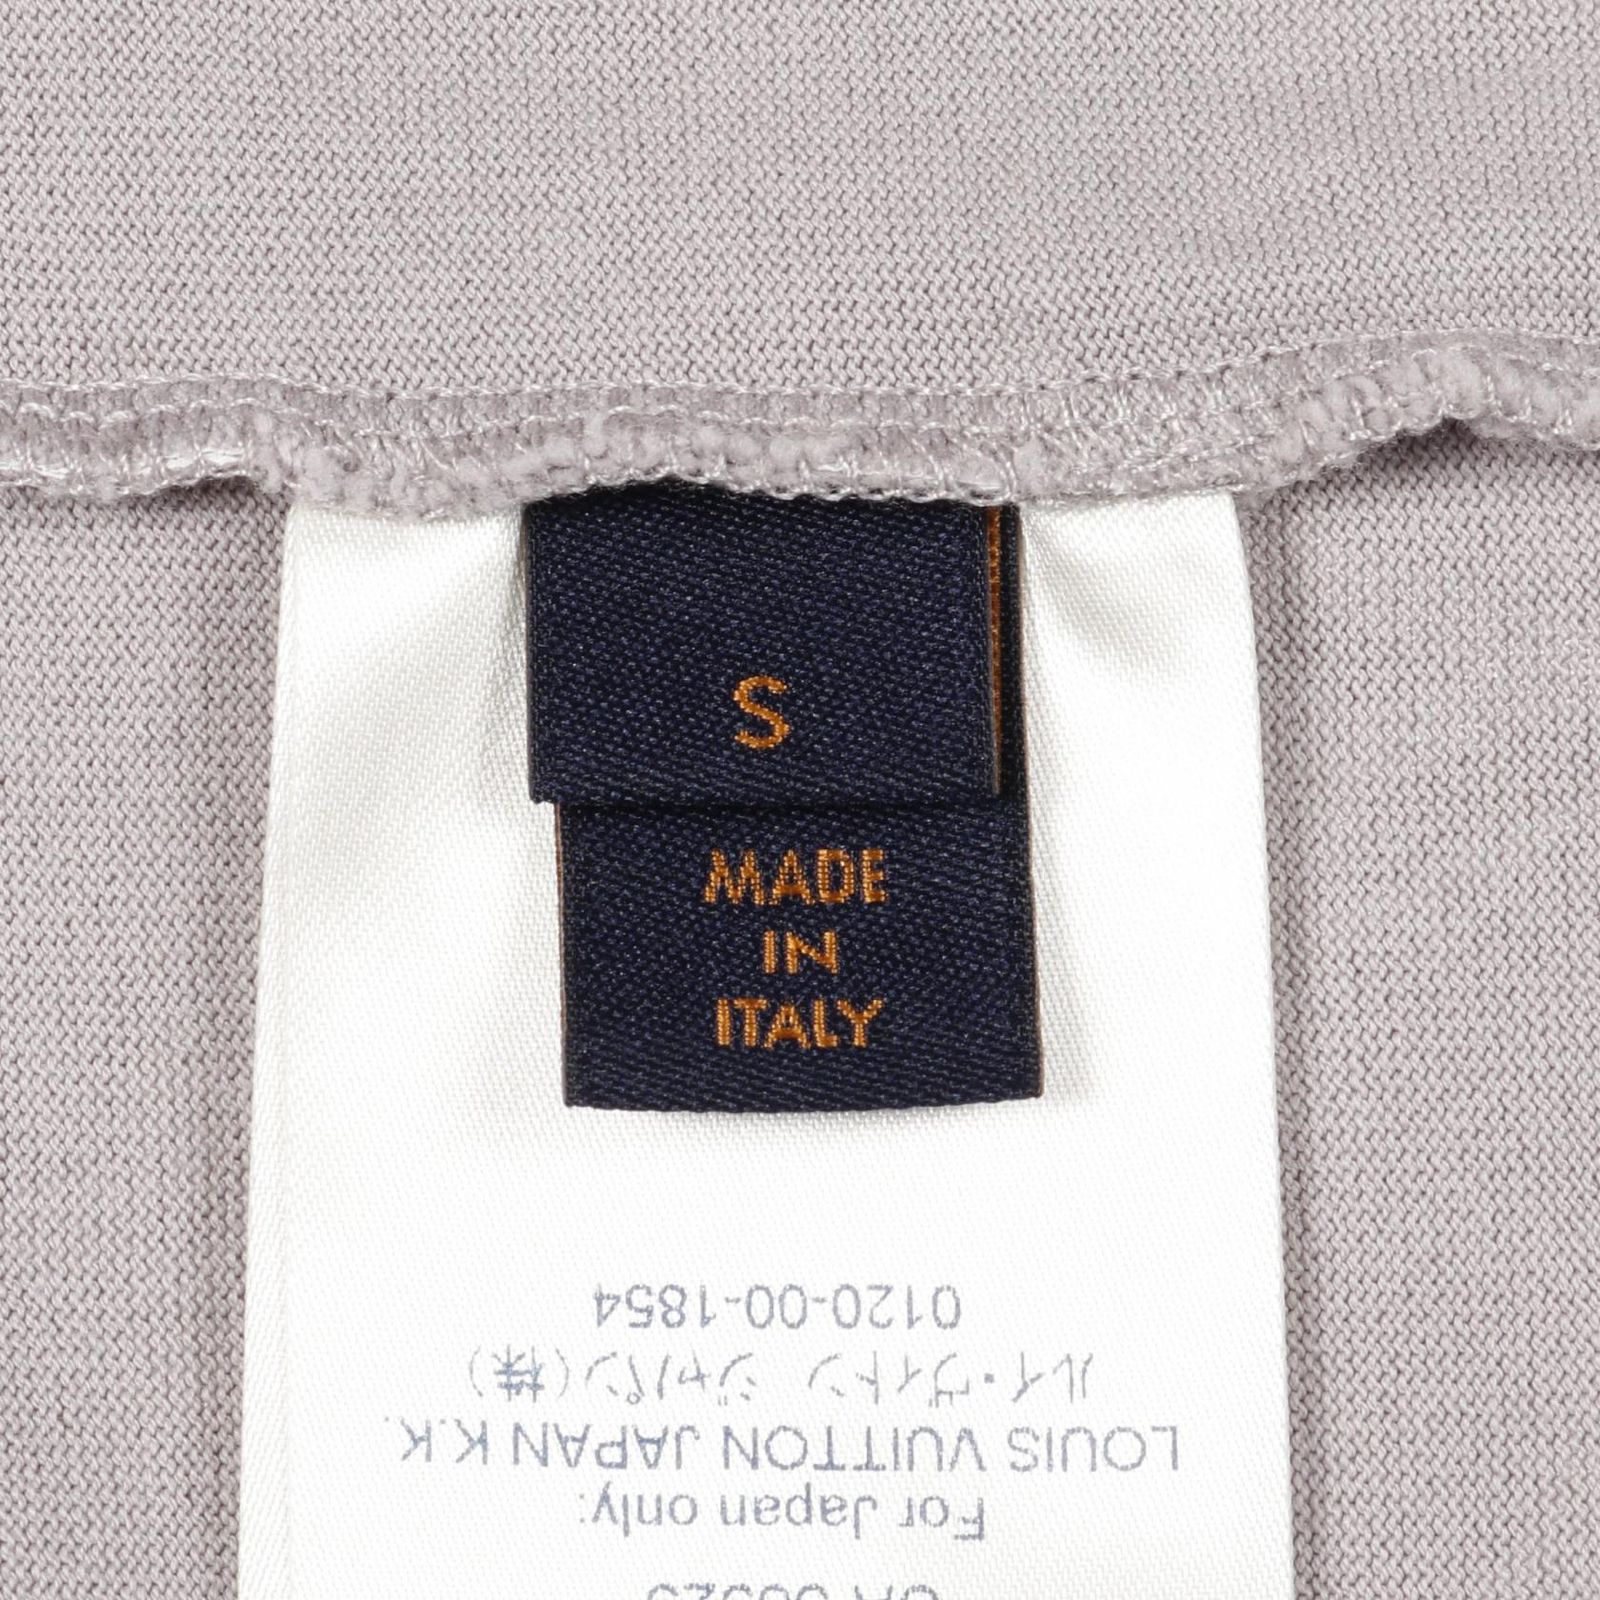 S
MADE
IN
ITALY
For Japan only:
LOUIS VUITTON JAPAN K.K.
ルイ・ヴィトン ジャパン(株)
0120-00-1854